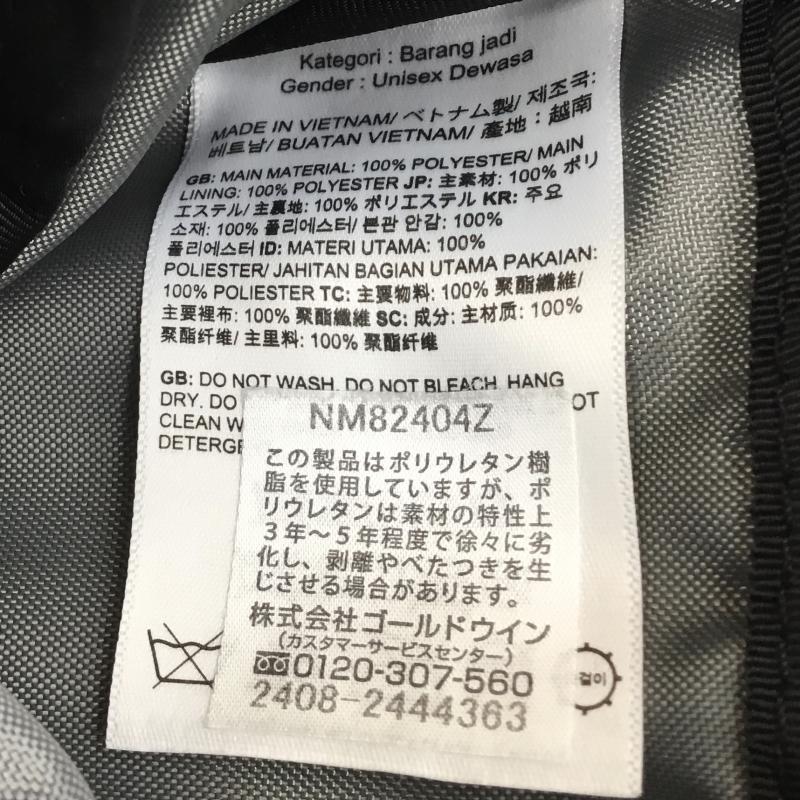 Kategori : Barang jadi
Gender : Unisex Dewasa
MADE IN VIETNAM/ ベトナム製/ 제조국:
베트남/ BUATAN VIETNAM/ 產地 : 越南
GB: MAIN MATERIAL: 100% POLYESTER/ MAIN
LINING: 100% POLYESTER JP: 主素材: 100% ポリ
エステル/ 主裏地: 100% ポリエステル KR: 주요
소재: 100% 폴리에스터/ 본관 안감: 100%
폴리에스터 ID: MATERI UTAMA: 100%
POLIESTER/ JAHITAN BAGIAN UTAMA PAKAIAN:
100% POLIESTER TC: 主要物料: 100% 聚酯纖維/
主要裡布: 100% 聚酯纖維 SC: 成分: 主材质: 100%
聚酯纤维/ 主里料: 100% 聚酯纤维
GB: DO NOT WASH. DO NOT BLEACH. HANG
DRY. DO
OT
CLEAN W
DETERGE
NM82404Z
この製品はポリウレタン樹
脂を使用していますが、ポ
リウレタンは素材の特性上
3年～5年程度で徐々に劣
化し、剥離やべたつきを生
じさせる場合があります。
株式会社ゴールドウイン
(カスタマーサービスセンター)
0120-307-560
2408-2444363
걸이